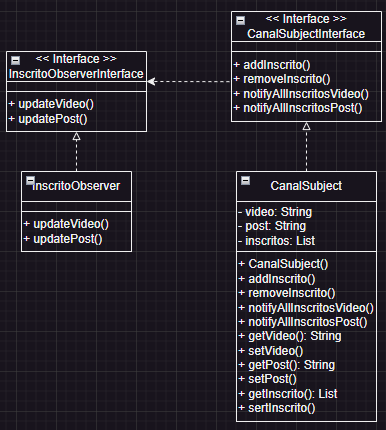 << Interface >>
InscritoObserverInterface
+ updateVideo()
+ updatePost()
<< Interface >>
CanalSubjectInterface
+ addInscrito()
+ removeInscrito()
+ notifyAllInscritosVideo()
+ notifyAllInscritosPost()
InscritoObserver
+ updateVideo()
+ updatePost()
CanalSubject
- video: String
- post: String
- inscritos: List
+ CanalSubject()
+ addInscrito()
+ removeInscrito()
+ notifyAllInscritosVideo()
+ notifyAllInscritosPost()
+ getVideo(): String
+ setVideo()
+ getPost(): String
+ setPost()
+ getInscrito(): List
+ sertInscrito()